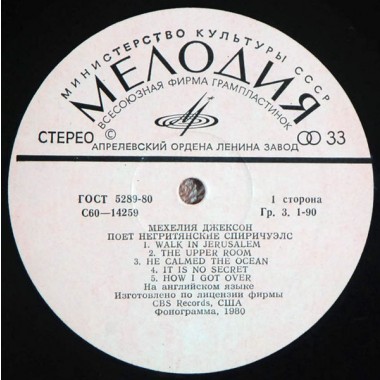 МИНИСТЕРСТВО КУЛЬТУРЫ СССР
МЕЛОДИЯ
ВСЕСОЮЗНАЯ ФИРМА ГРАМПЛАСТИНОК
СТЕРЕО © 33
АПРЕЛЕВСКИЙ ОРДЕНА ЛЕНИНА ЗАВОД
ГОСТ 5289-80 1 сторона
С60—14259 Гр. 3. 1-90
МЕХЕЛИЯ ДЖЕКСОН
ПОЕТ НЕГРИТЯНСКИЕ СПИРИЧУЭЛС
1. WALK IN JERUSALEM
2. THE UPPER ROOM
3. HE CALMED THE OCEAN
4. IT IS NO SECRET
5. HOW I GOT OVER
На английском языке
Изготовлено по лицензии фирмы
CBS Records, США
Фонограмма, 1980